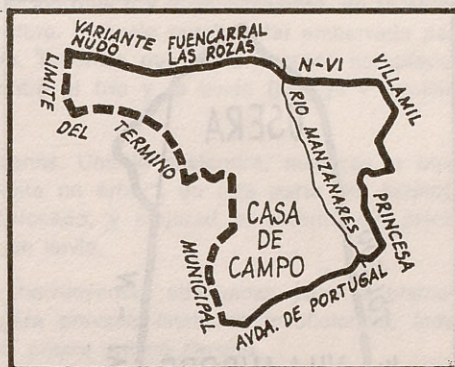 VARIANTE FUENCARRAL
NUDO LAS ROZAS
N-VI
VILLAMIL
LIMITE
DEL
TERMINO
MUNICIPAL
RIO MANZANARES
CASA
DE
CAMPO
PRINCESA
AVDA. DE PORTUGAL